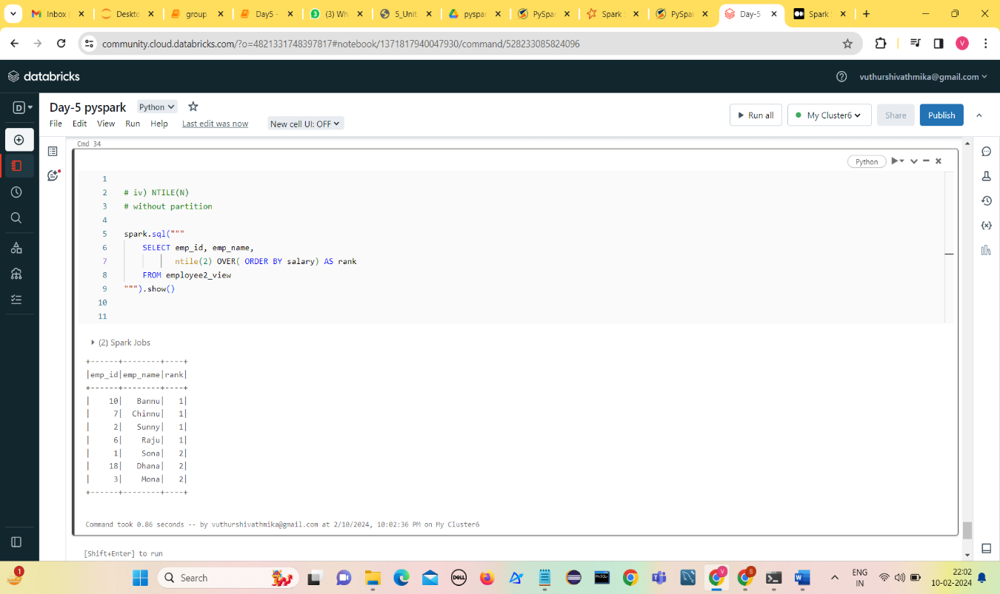 Inbox
Deskto
group
Day5 -
(3) Wh
5_Unit
pyspar
PySpar
Spark
PySpar
Day-5
Spark
community.cloud.databricks.com/?o=4821331748397817#notebook/1371817940047930/command/528233085824096
V
databricks
vuthurshivathmika@gmail.com
D
Day-5 pyspark Python
Run all My Cluster6 Share Publish
File Edit View Run Help Last edit was now New cell UI: OFF
Cmd 34
Python
1
2 # iv) NTILE(N)
3 # without partition
4
5 spark.sql("""
6 SELECT emp_id, emp_name,
7 ntile(2) OVER( ORDER BY salary) AS rank
8 FROM employee2_view
9 """).show()
10
11
(2) Spark Jobs
+------+--------+----+
|emp_id|emp_name|rank|
+------+--------+----+
| 10| Bannu| 1|
| 7| Chinnu| 1|
| 2| Sunny| 1|
| 6| Raju| 1|
| 1| Sona| 2|
| 18| Dhana| 2|
| 3| Mona| 2|
+------+--------+----+
Command took 0.86 seconds -- by vuthurshivathmika@gmail.com at 2/10/2024, 10:02:36 PM on My Cluster6
[Shift+Enter] to run
1
Search
DELL
V
S
ENG
IN
22:02
10-02-2024